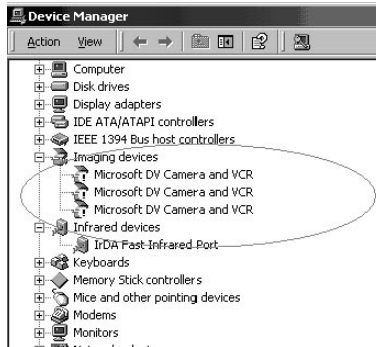 Device Manager
Action View
Computer
Disk drives
Display adapters
IDE ATA/ATAPI controllers
IEEE 1394 Bus host controllers
Imaging devices
Microsoft DV Camera and VCR
Microsoft DV Camera and VCR
Microsoft DV Camera and VCR
Infrared devices
IrDA Fast Infrared Port
Keyboards
Memory Stick controllers
Mice and other pointing devices
Modems
Monitors